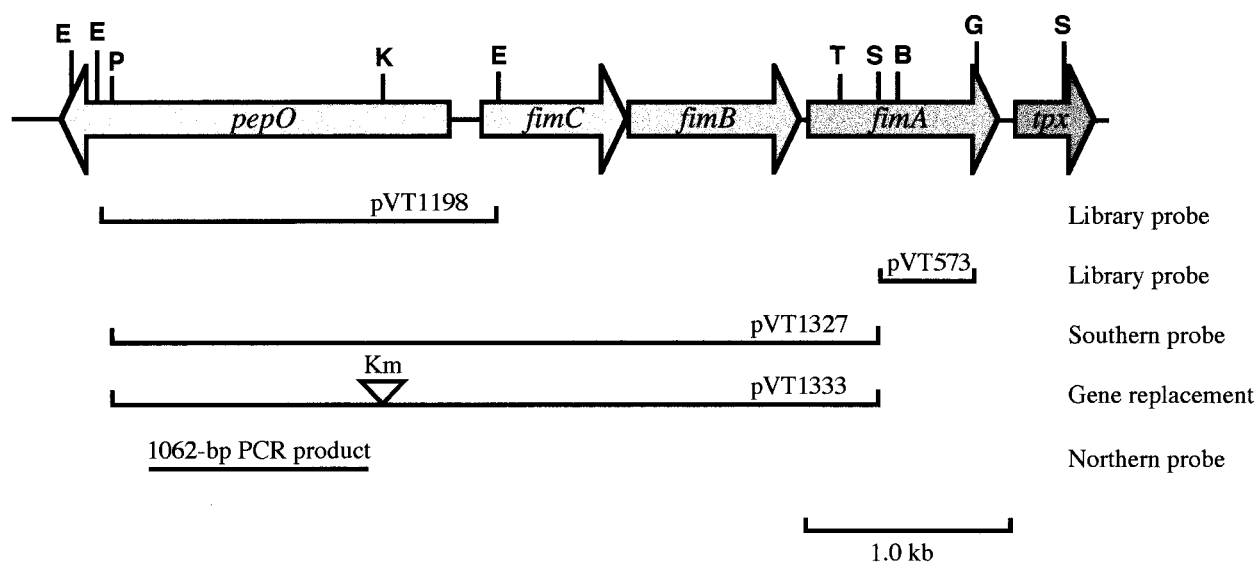 E E P K E T S B G S
pepO fimC fimB fimA tpx
pVT1198 Library probe
pVT573 Library probe
pVT1327 Southern probe
Km
pVT1333 Gene replacement
1062-bp PCR product Northern probe
1.0 kb